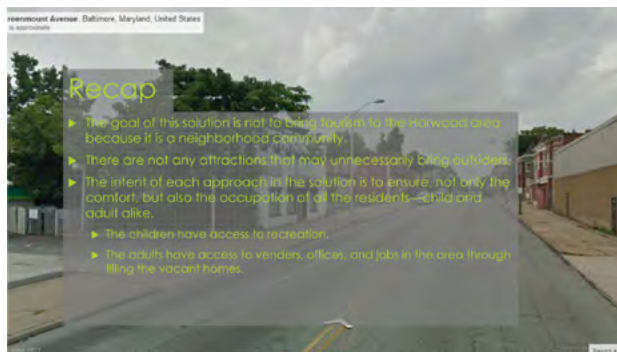 Greenmount Avenue, Baltimore, Maryland, United States
is approximate
Recap
▶ The goal of this solution is not to bring tourism to the Harwood area
because it is a neighborhood community.
▶ There are not any attractions that may unnecessarily bring outsiders.
▶ The intent of each approach in the solution is to ensure, not only the
comfort, but also the occupation of all the residents—child and
adult alike.
▶ The children have access to recreation.
▶ The adults have access to venders, offices, and jobs in the area through
filling the vacant homes.